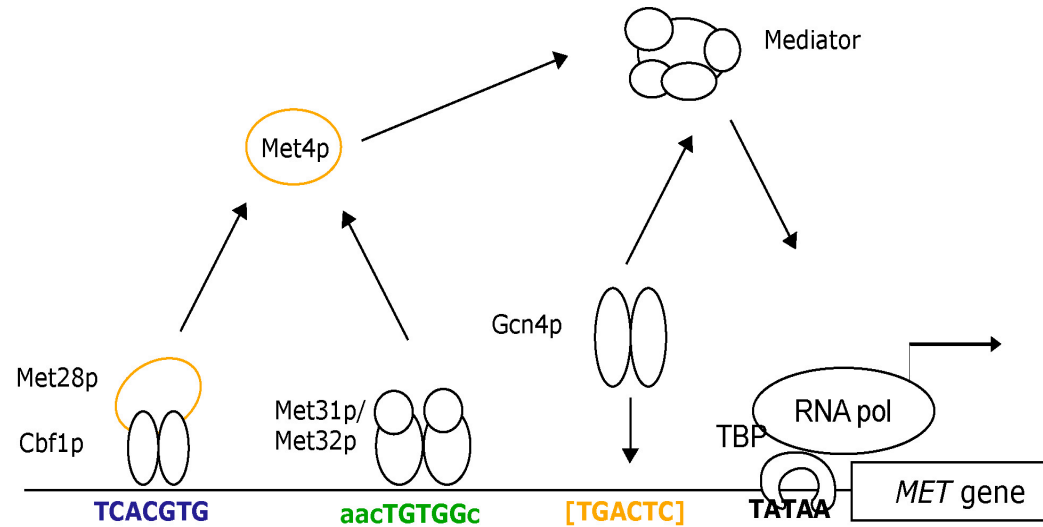 Mediator
Met4p
Gcn4p
Met28p
Cbf1p
Met31p/
Met32p
RNA pol
TBP
TCACGTG
aacTGTGGc
[TGACTC]
TATAA
MET gene